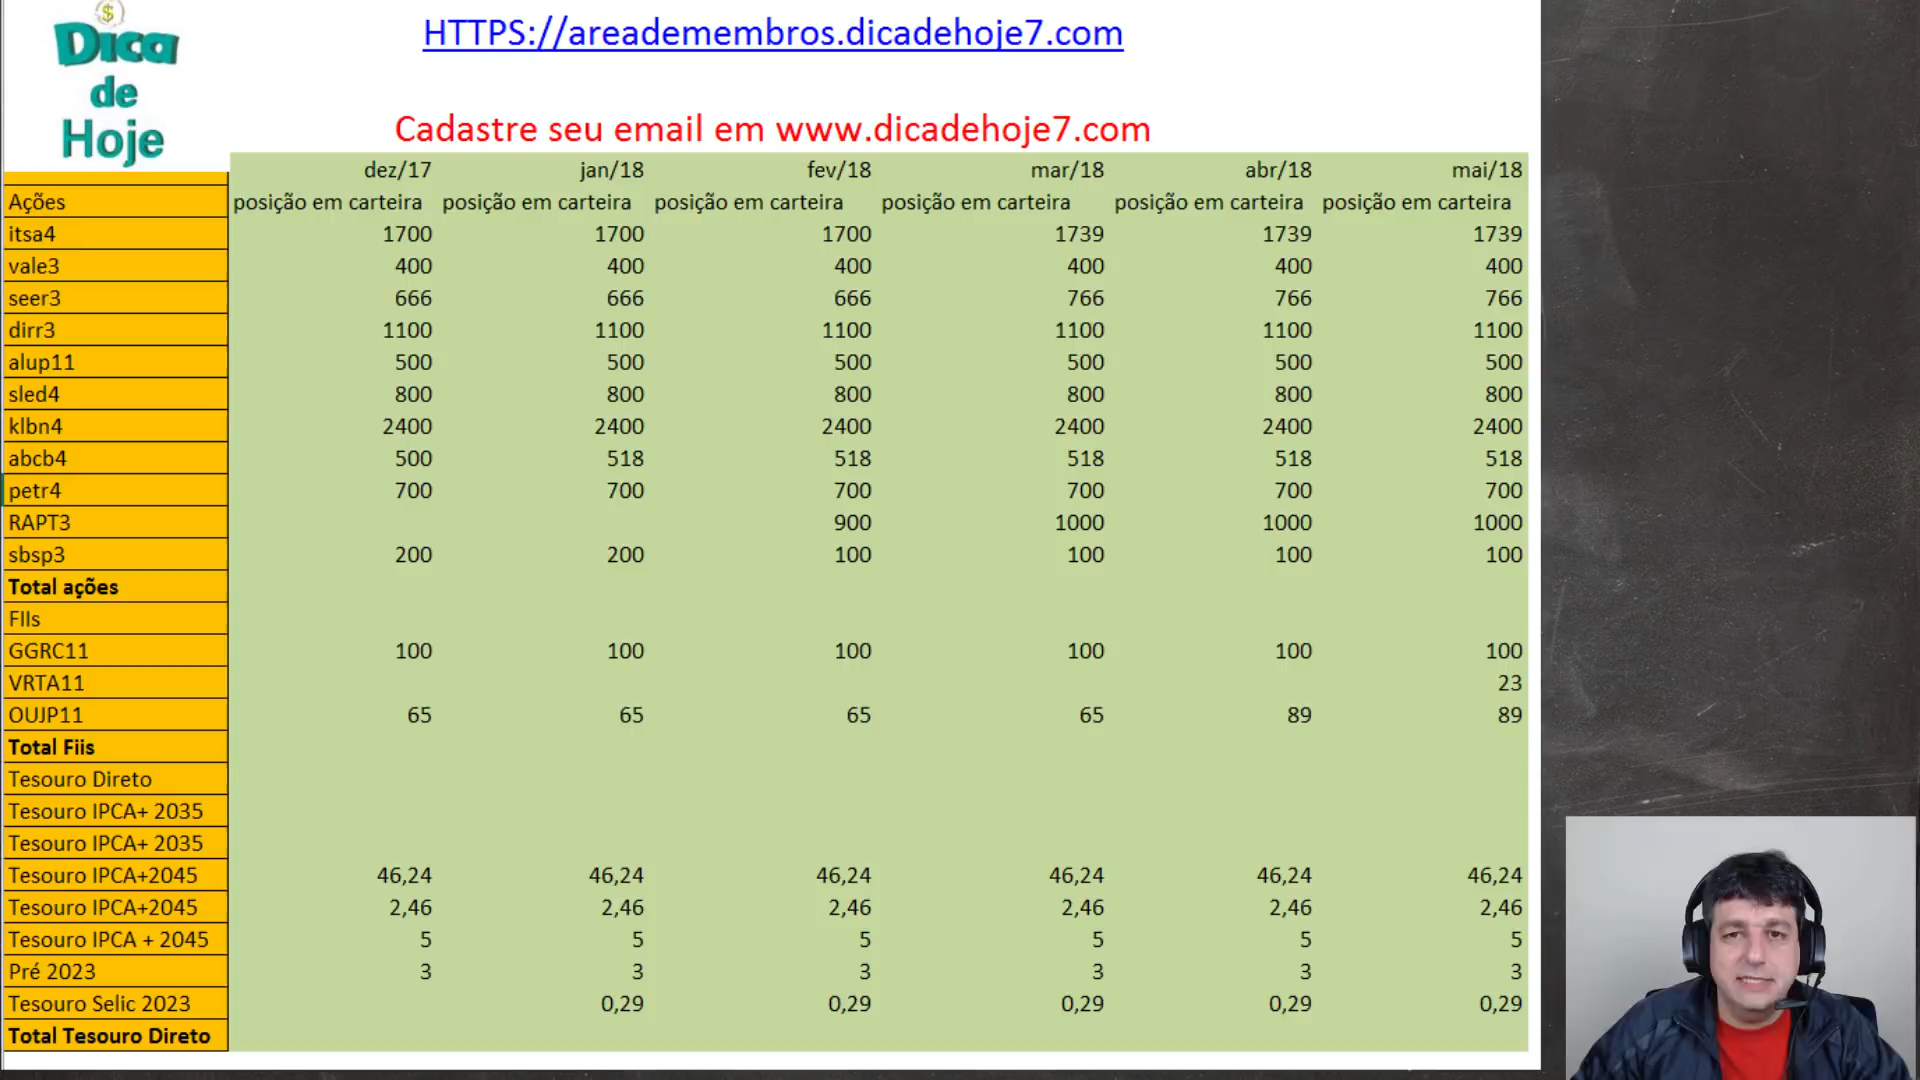 $
Dica
de
Hoje
HTTPS://areademembros.dicadehoje7.com
Cadastre seu email em www.dicadehoje7.com
dez/17 jan/18 fev/18 mar/18 abr/18 mai/18
Ações posição em carteira posição em carteira posição em carteira posição em carteira posição em carteira posição em carteira
itsa4 1700 1700 1700 1739 1739 1739
vale3 400 400 400 400 400 400
seer3 666 666 666 766 766 766
dirr3 1100 1100 1100 1100 1100 1100
alup11 500 500 500 500 500 500
sled4 800 800 800 800 800 800
klbn4 2400 2400 2400 2400 2400 2400
abcb4 500 518 518 518 518 518
petr4 700 700 700 700 700 700
RAPT3 900 1000 1000 1000
sbsp3 200 200 100 100 100 100
Total ações
FIIs
GGRC11 100 100 100 100 100 100
VRTA11 23
OUJP11 65 65 65 65 89 89
Total Fiis
Tesouro Direto
Tesouro IPCA+ 2035
Tesouro IPCA+ 2035
Tesouro IPCA+2045 46,24 46,24 46,24 46,24 46,24 46,24
Tesouro IPCA+2045 2,46 2,46 2,46 2,46 2,46 2,46
Tesouro IPCA + 2045 5 5 5 5 5 5
Pré 2023 3 3 3 3 3 3
Tesouro Selic 2023 0,29 0,29 0,29 0,29 0,29
Total Tesouro Direto